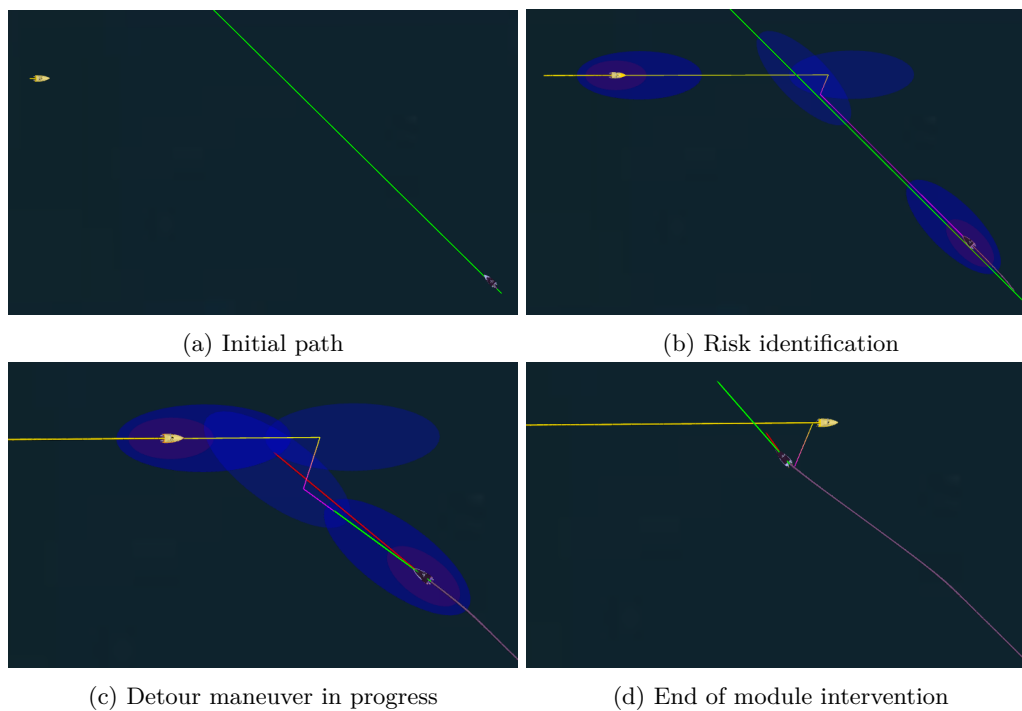 (a) Initial path
(b) Risk identification
(c) Detour maneuver in progress
(d) End of module intervention